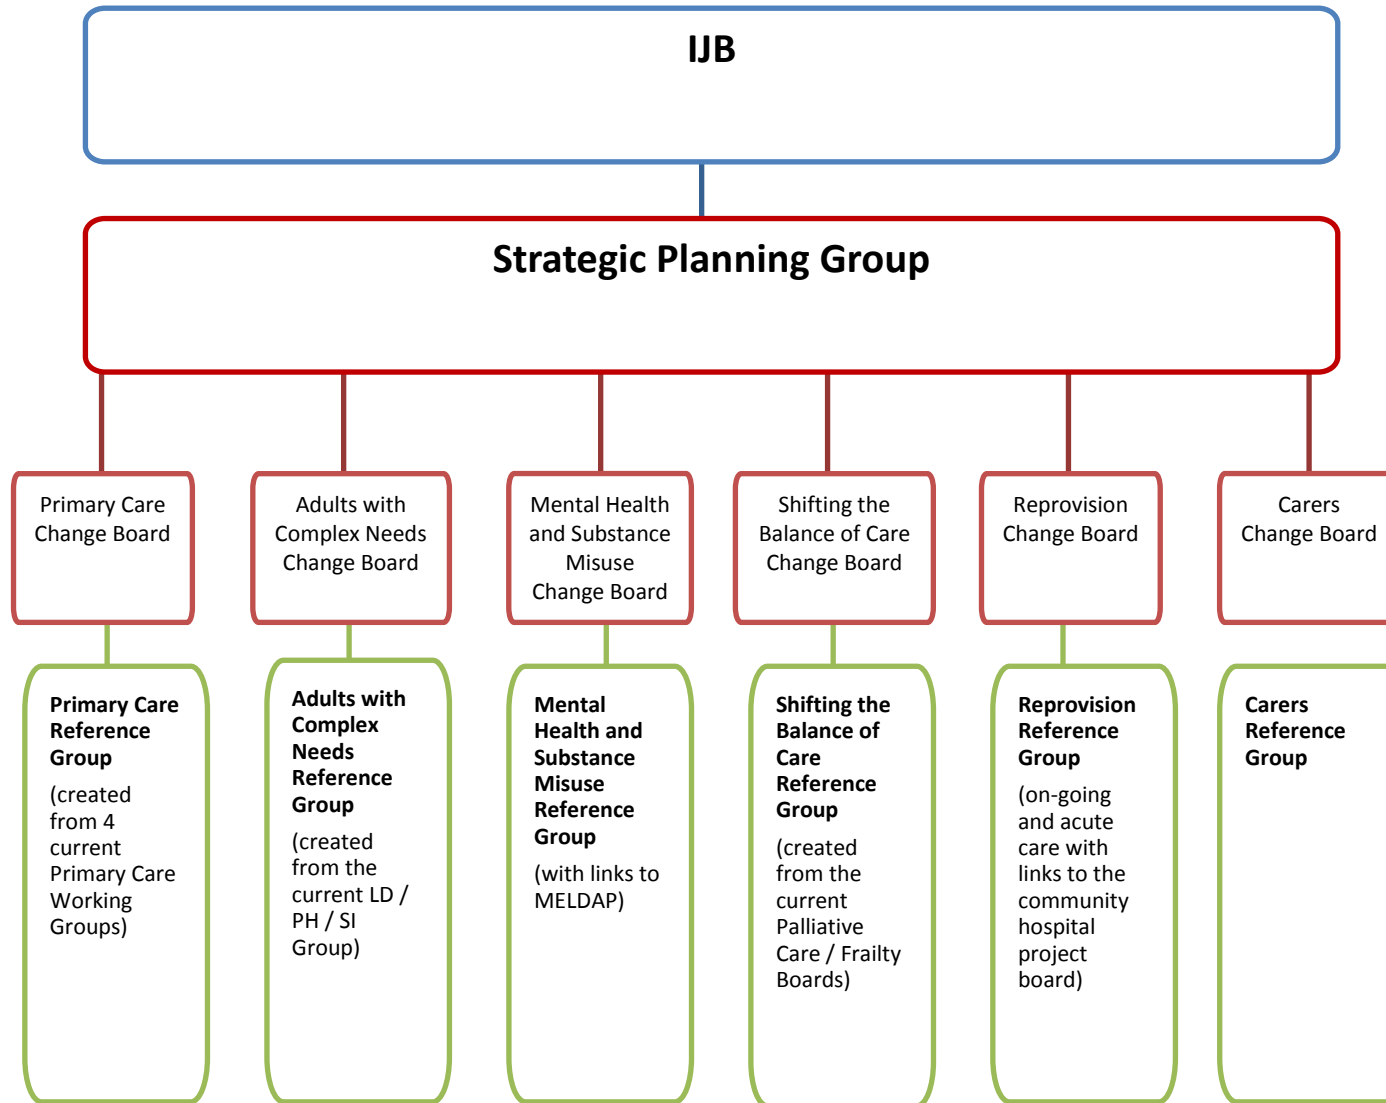 IJB
Strategic Planning Group
Primary Care
Change Board
Adults with
Complex Needs
Change Board
Mental Health
and Substance
Misuse
Change Board
Shifting the
Balance of Care
Change Board
Reprovision
Change Board
Carers
Change Board
Primary Care
Reference
Group
(created
from 4
current
Primary Care
Working
Groups)
Adults with
Complex
Needs
Reference
Group
(created
from the
current LD /
PH / SI
Group)
Mental
Health and
Substance
Misuse
Reference
Group
(with links to
MELDAP)
Shifting the
Balance of
Care
Reference
Group
(created
from the
current
Palliative
Care / Frailty
Boards)
Reprovision
Reference
Group
(on-going
and acute
care with
links to the
community
hospital
project
board)
Carers
Reference
Group